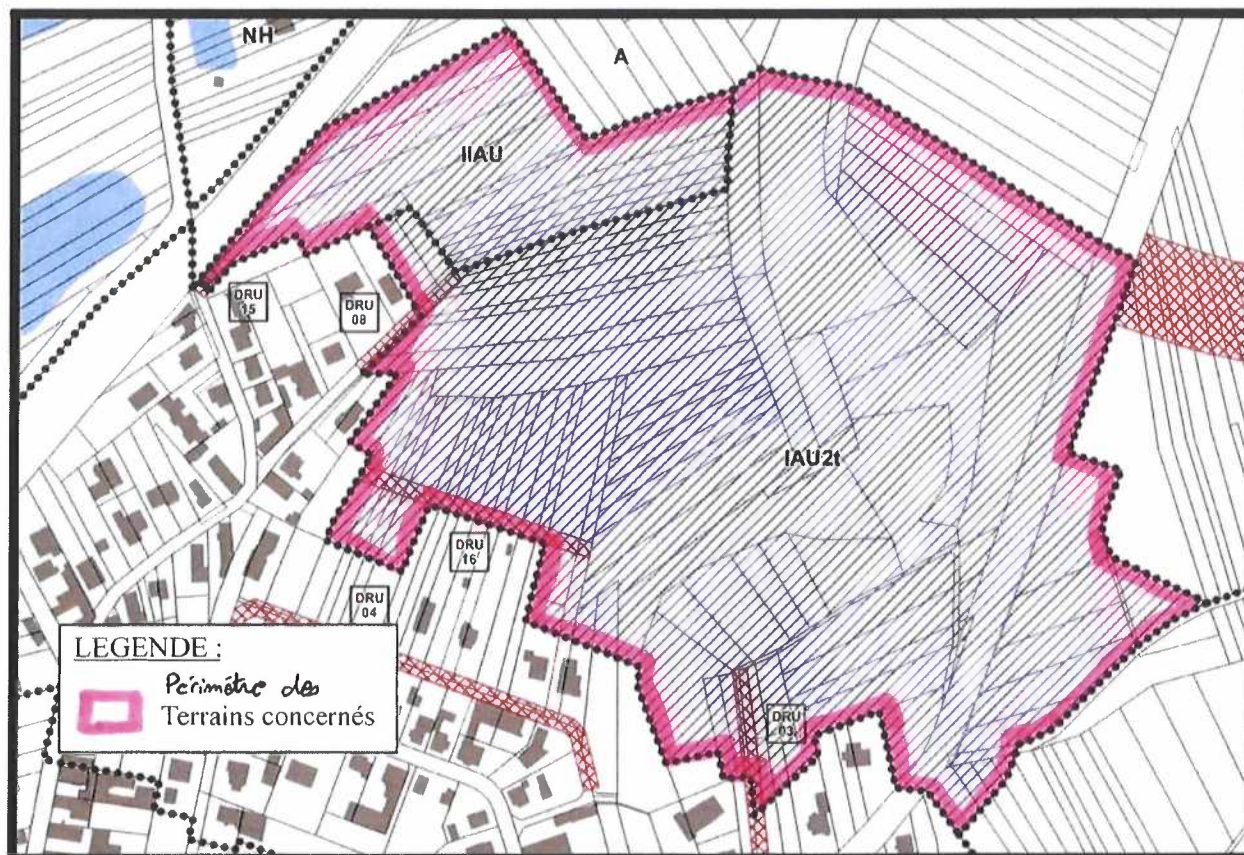 NH
A
IIAU
DRU
15
DRU
08
IAU2t
DRU
16
DRU
04
LEGENDE :
Périmètre des
Terrains concernés
DRU
03